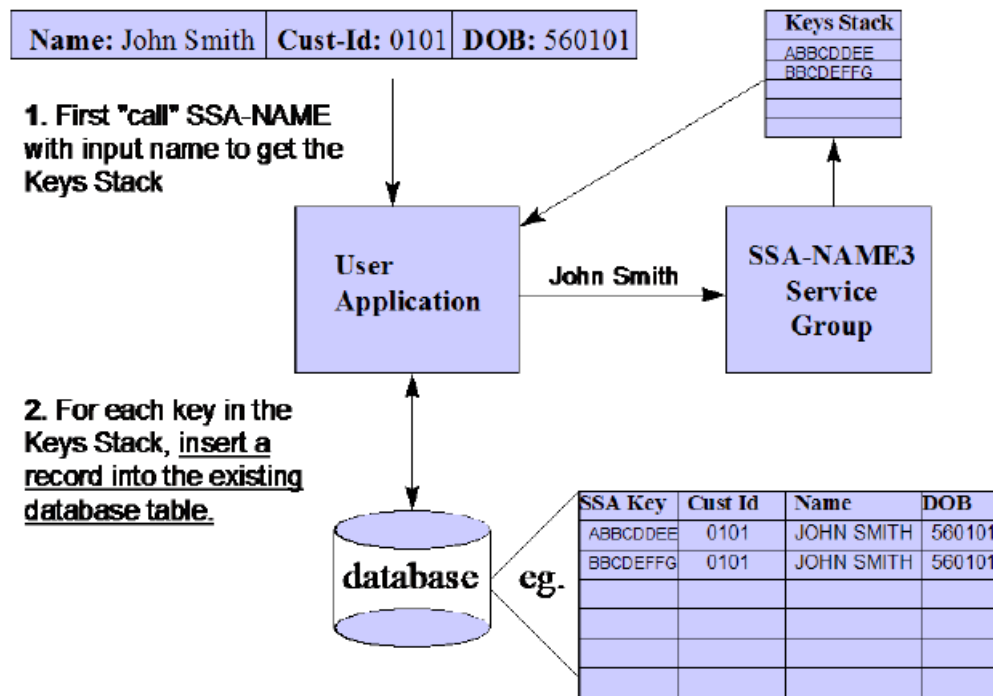 Name: John Smith Cust-Id: 0101 DOB: 560101
Keys Stack
ABBCDDEE
BBCDEFFG
1. First "call" SSA-NAME
with input name to get the
Keys Stack
User
Application
John Smith
SSA-NAME3
Service
Group
2. For each key in the
Keys Stack, insert a
record into the existing
database table.
database
eg.
SSA Key Cust Id Name DOB
ABBCDDEE 0101 JOHN SMITH 560101
BBCDEFFG 0101 JOHN SMITH 560101